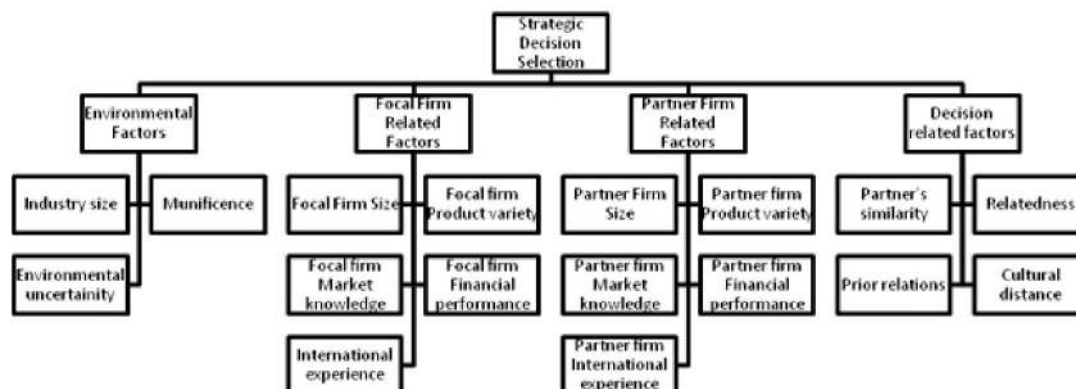 Strategic
Decision
Selection
Environmental
Factors
Focal Firm
Related
Factors
Partner Firm
Related
Factors
Decision
related factors
Industry size
Munificence
Focal Firm Size
Focal firm
Product variety
Partner Firm
Size
Partner firm
Product variety
Partner's
similarity
Relatedness
Environmental
uncertainity
Focal firm
Market
knowledge
Focal firm
Financial
performance
Partner firm
Market
knowledge
Partner firm
Financial
performance
Prior relations
Cultural
distance
International
experience
Partner firm
International
experience